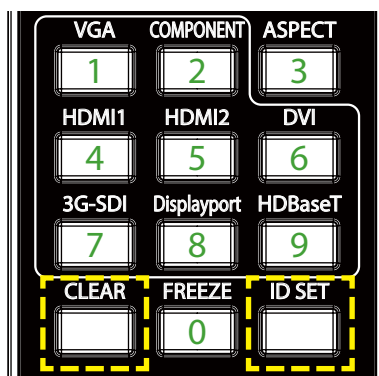 VGA COMPONENT ASPECT
1 2 3
HDMI1 HDMI2 DVI
4 5 6
3G-SDI Displayport HDBaseT
7 8 9
CLEAR FREEZE ID SET
0